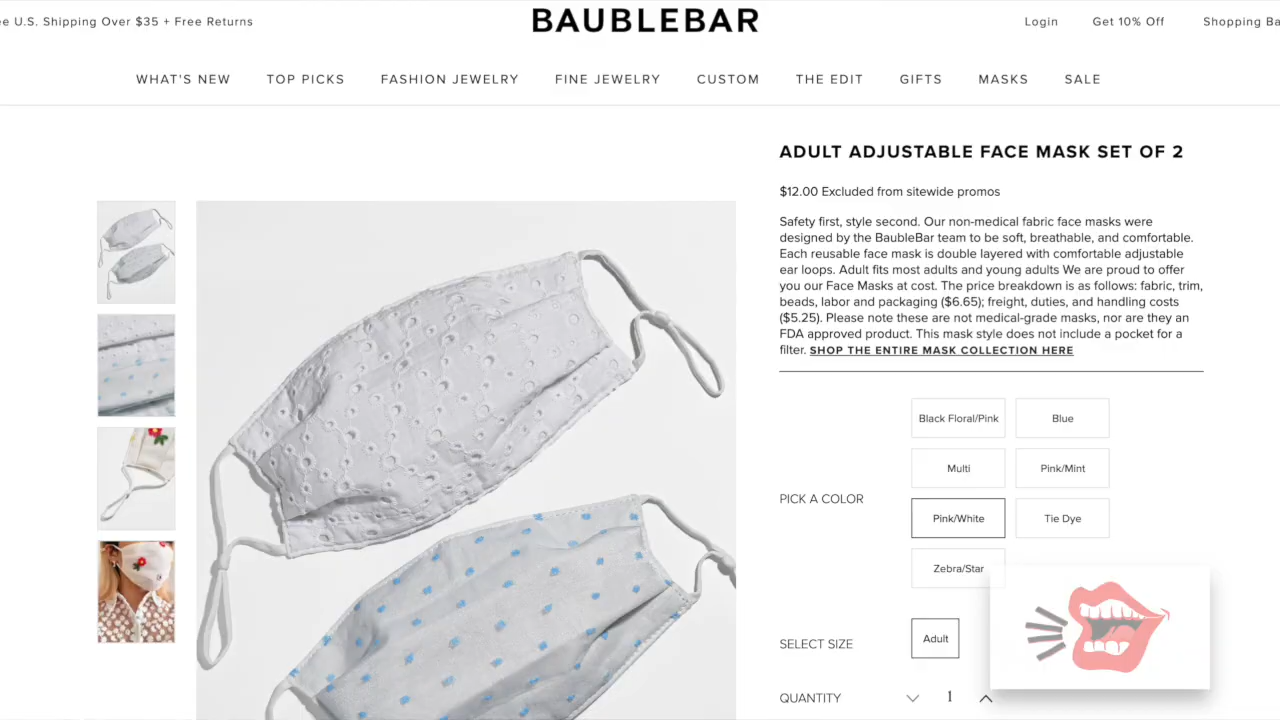 U.S. Shipping Over $35 + Free Returns
BAUBLEBAR
Login Get 10% Off Shopping
WHAT'S NEW TOP PICKS FASHION JEWELRY FINE JEWELRY CUSTOM THE EDIT GIFTS MASKS SALE
ADULT ADJUSTABLE FACE MASK SET OF 2
$12.00 Excluded from sitewide promos
Safety first, style second. Our non-medical fabric face masks were
designed by the BaubleBar team to be soft, breathable, and comfortable.
Each reusable face mask is double layered with comfortable adjustable
ear loops. Adult fits most adults and young adults We are proud to offer
you our Face Masks at cost. The price breakdown is as follows: fabric, trim,
beads, labor and packaging ($6.65); freight, duties, and handling costs
($5.25). Please note these are not medical-grade masks, nor are they an
FDA approved product. This mask style does not include a pocket for a
filter. SHOP THE ENTIRE MASK COLLECTION HERE
Black Floral/Pink Blue
Multi Pink/Mint
PICK A COLOR
Pink/White Tie Dye
Zebra/Star
SELECT SIZE Adult
QUANTITY 1